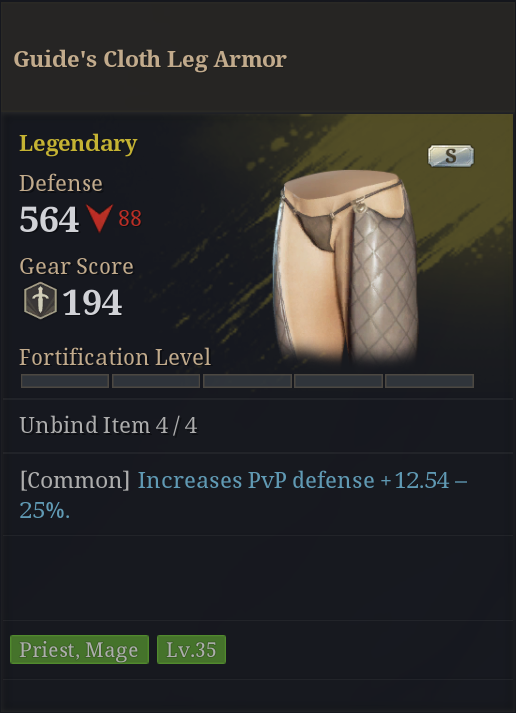 Guide's Cloth Leg Armor
Legendary
S
Defense
564 88
Gear Score
194
Fortification Level
Unbind Item 4 / 4
[Common] Increases PvP defense +12.54 –
25%.
Priest, Mage Lv.35